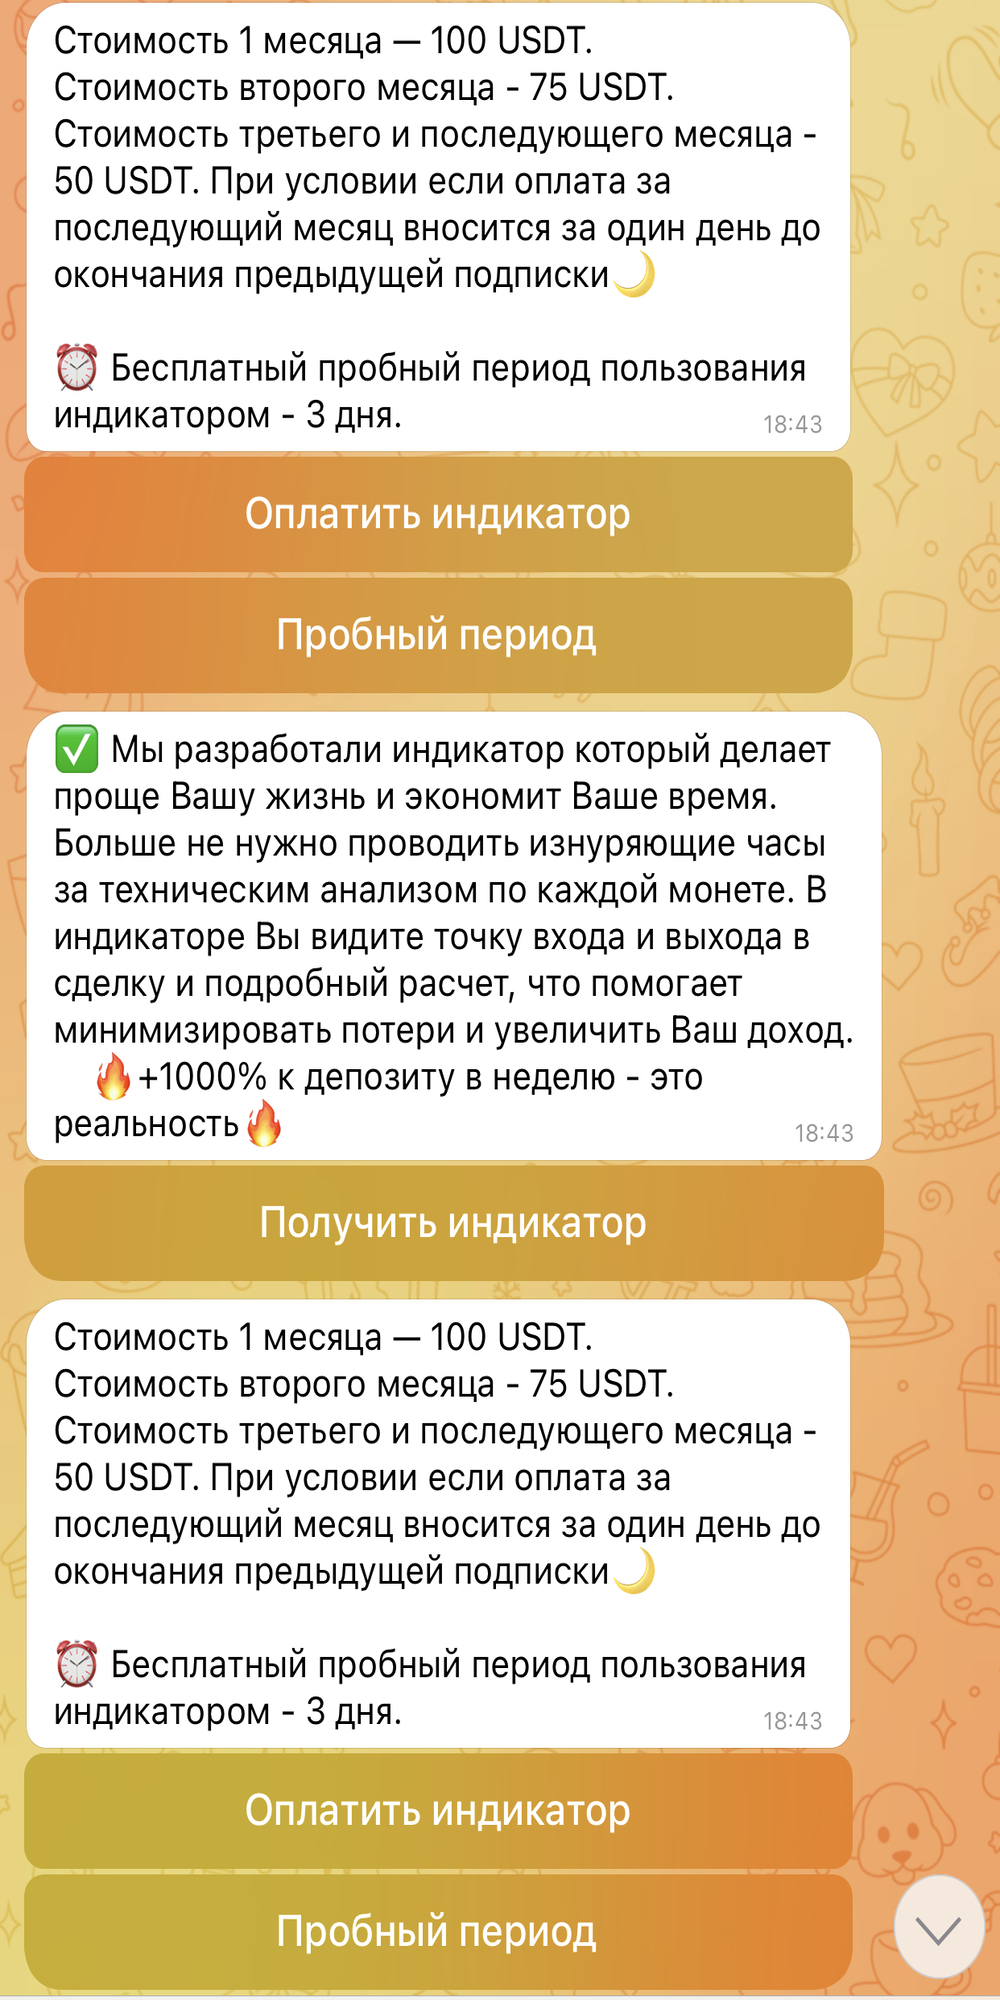 Стоимость 1 месяца — 100 USDT.
Стоимость второго месяца - 75 USDT.
Стоимость третьего и последующего месяца -
50 USDT. При условии если оплата за
последующий месяц вносится за один день до
окончания предыдущей подписки🌙
⏰ Бесплатный пробный период пользования
индикатором - 3 дня.
18:43
Оплатить индикатор
Пробный период
✅ Мы разработали индикатор который делает
проще Вашу жизнь и экономит Ваше время.
Больше не нужно проводить изнуряющие часы
за техническим анализом по каждой монете. В
индикаторе Вы видите точку входа и выхода в
сделку и подробный расчет, что помогает
минимизировать потери и увеличить Ваш доход.
🔥+1000% к депозиту в неделю - это
реальность🔥
18:43
Получить индикатор
Стоимость 1 месяца — 100 USDT.
Стоимость второго месяца - 75 USDT.
Стоимость третьего и последующего месяца -
50 USDT. При условии если оплата за
последующий месяц вносится за один день до
окончания предыдущей подписки🌙
⏰ Бесплатный пробный период пользования
индикатором - 3 дня.
18:43
Оплатить индикатор
Пробный период